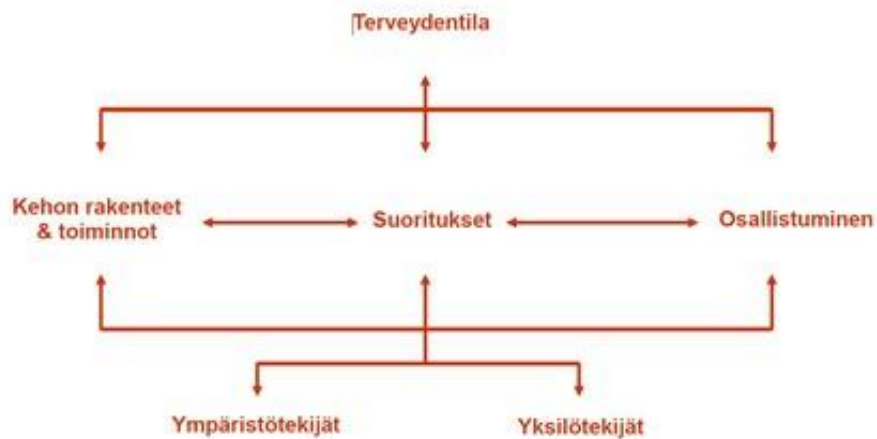 Terveydentila
Kehon rakenteet
& toiminnot
Suoritukset
Osallistuminen
Ympäristötekijät
Yksilötekijät